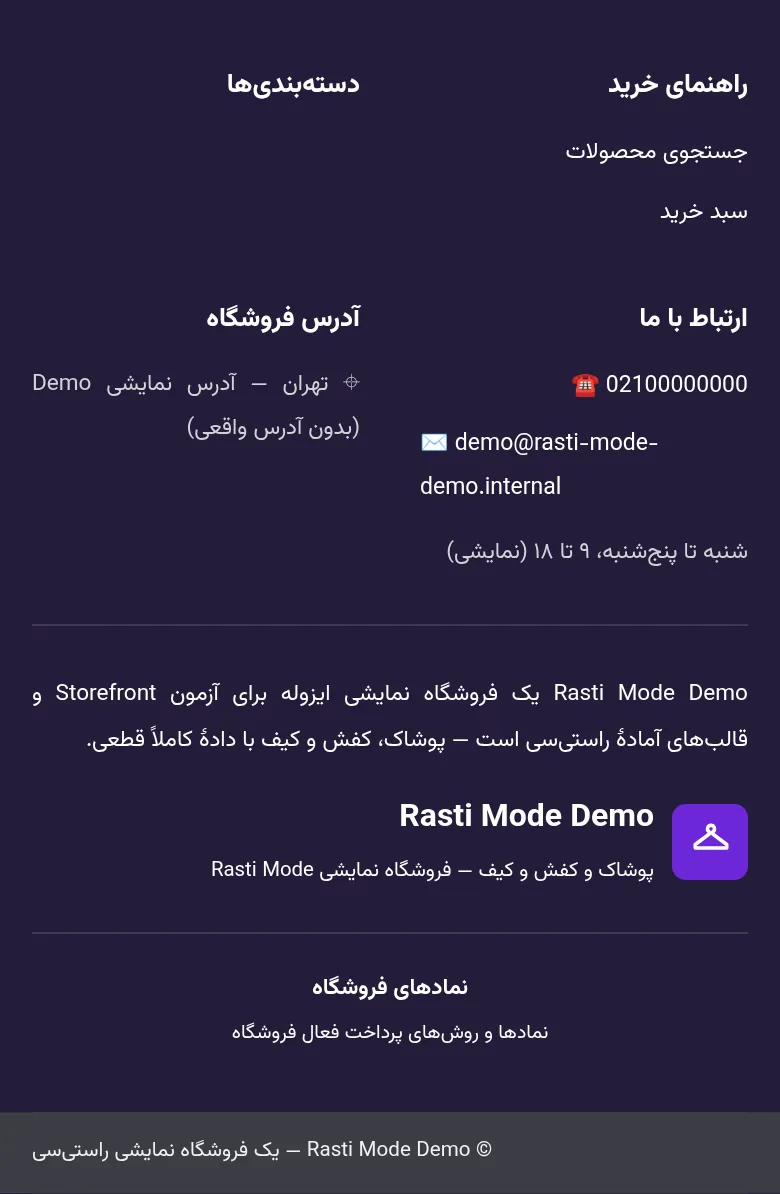 راهنمای خرید
جستجوی محصولات
سبد خرید
دسته‌بندی‌ها
ارتباط با ما
☎️ 02100000000
✉️ demo@rasti-mode-
demo.internal
شنبه تا پنج‌شنبه، ۹ تا ۱۸ (نمایشی)
آدرس فروشگاه
⌖ تهران — آدرس نمایشی Demo
(بدون آدرس واقعی)
Rasti Mode Demo یک فروشگاه نمایشی ایزوله برای آزمون Storefront و
قالب‌های آمادهٔ راستی‌سی است — پوشاک، کفش و کیف با دادهٔ کاملاً قطعی.
Rasti Mode Demo
پوشاک و کفش و کیف — فروشگاه نمایشی Rasti Mode
نمادهای فروشگاه
نمادها و روش‌های پرداخت فعال فروشگاه
© Rasti Mode Demo — یک فروشگاه نمایشی راستی‌سی